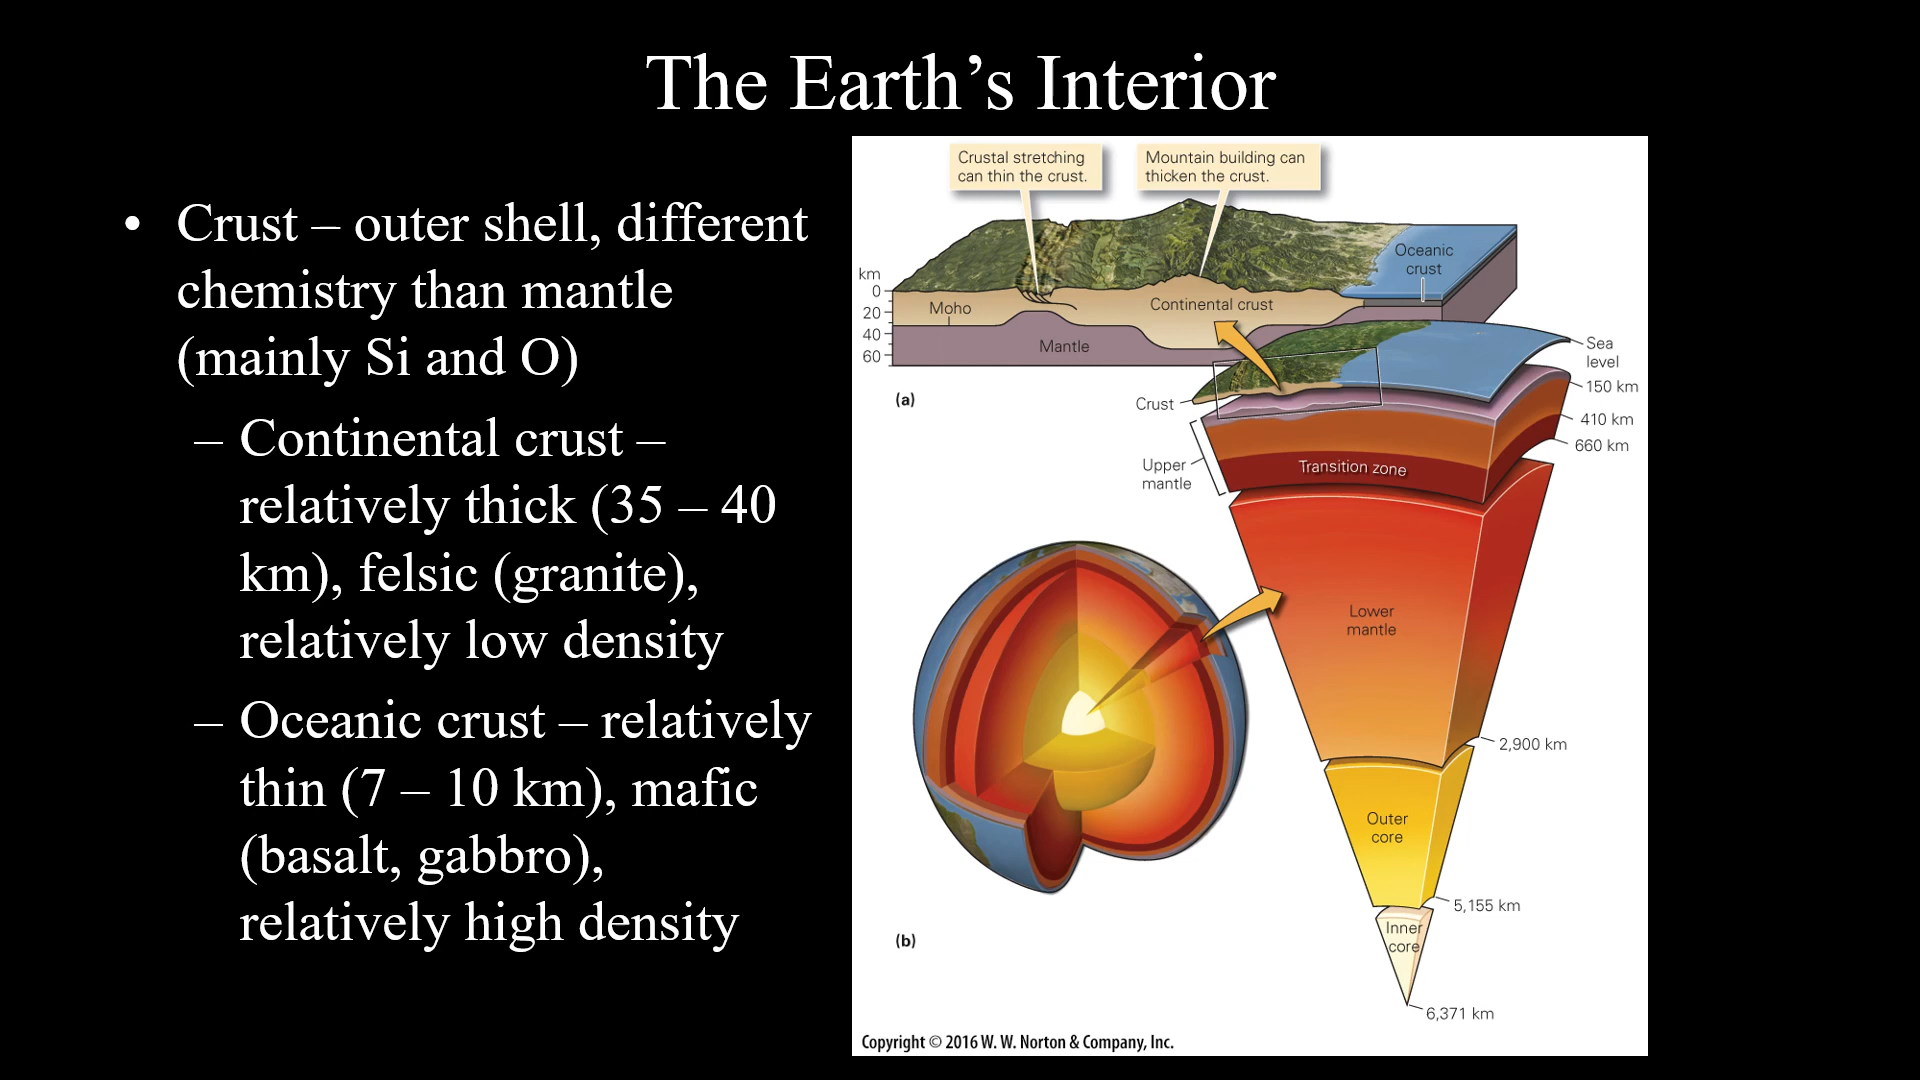 The Earth’s Interior
• Crust – outer shell, different
chemistry than mantle
(mainly Si and O)
– Continental crust –
relatively thick (35 – 40
km), felsic (granite),
relatively low density
– Oceanic crust – relatively
thin (7 – 10 km), mafic
(basalt, gabbro),
relatively high density
Crustal stretching
can thin the crust.
Mountain building can
thicken the crust.
Oceanic
crust
km
0
20
40
60
Moho
Continental crust
Mantle
(a)
Sea
level
150 km
410 km
660 km
Crust
Upper
mantle
Transition zone
Lower
mantle
2,900 km
Outer
core
5,155 km
Inner
core
6,371 km
(b)
Copyright © 2016 W. W. Norton & Company, Inc.